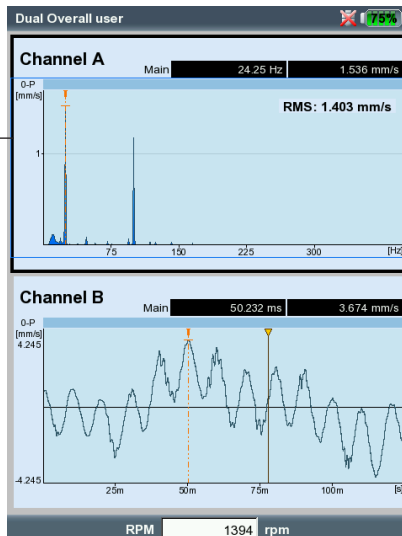 Dual Overall user 75%
Channel A
Main 24.25 Hz 1.536 mm/s
0-P
[mm/s]
RMS: 1.403 mm/s
1
75 150 225 300 [Hz]
Channel B
Main 50.232 ms 3.674 mm/s
0-P
[mm/s]
4.245
-4.245
25m 50m 75m 100m [s]
RPM 1394 rpm